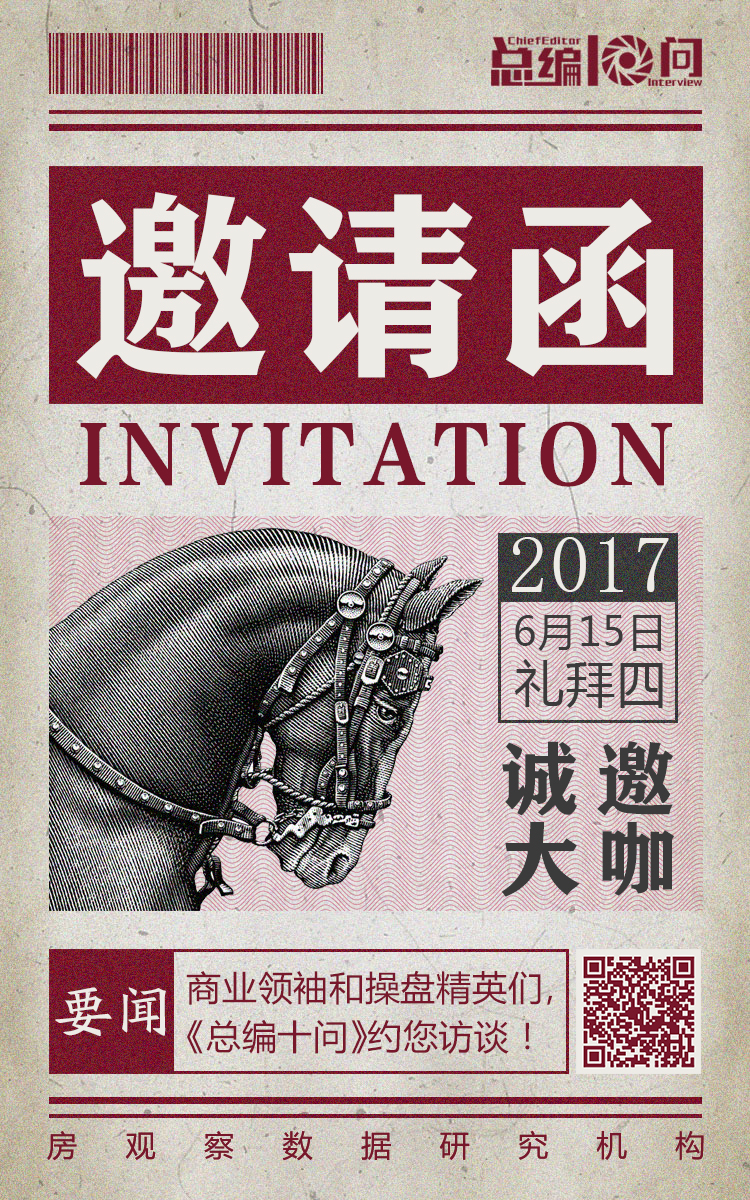 ChiefEditor
总编10问
Interview
邀请函
INVITATION
2017
6月15日
礼拜四
诚邀
大咖
要闻
商业领袖和操盘精英们,
《总编十问》约您访谈！
房观察数据研究机构